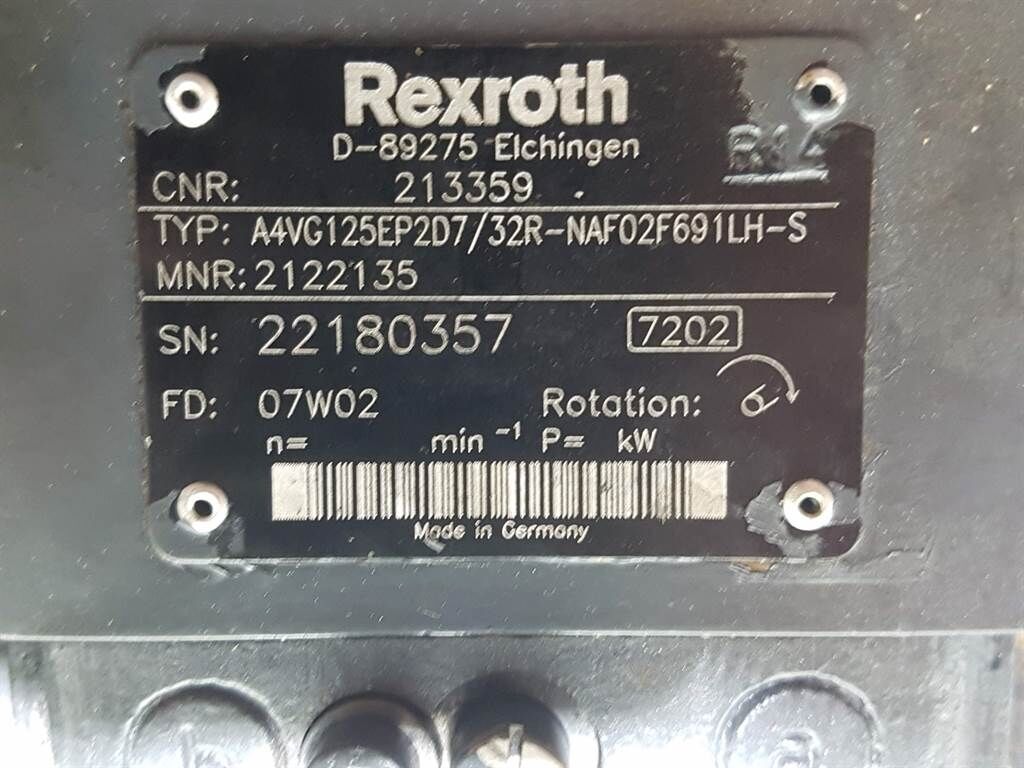 Rexroth
D-89275 Elchingen
CNR: 213359
TYP: A4VG125EP2D7/32R-NAF02F691LH-S
MNR: 2122135
SN: 22180357 7202
FD: 07W02 Rotation:
n= min⁻¹ P= kW
Made in Germany